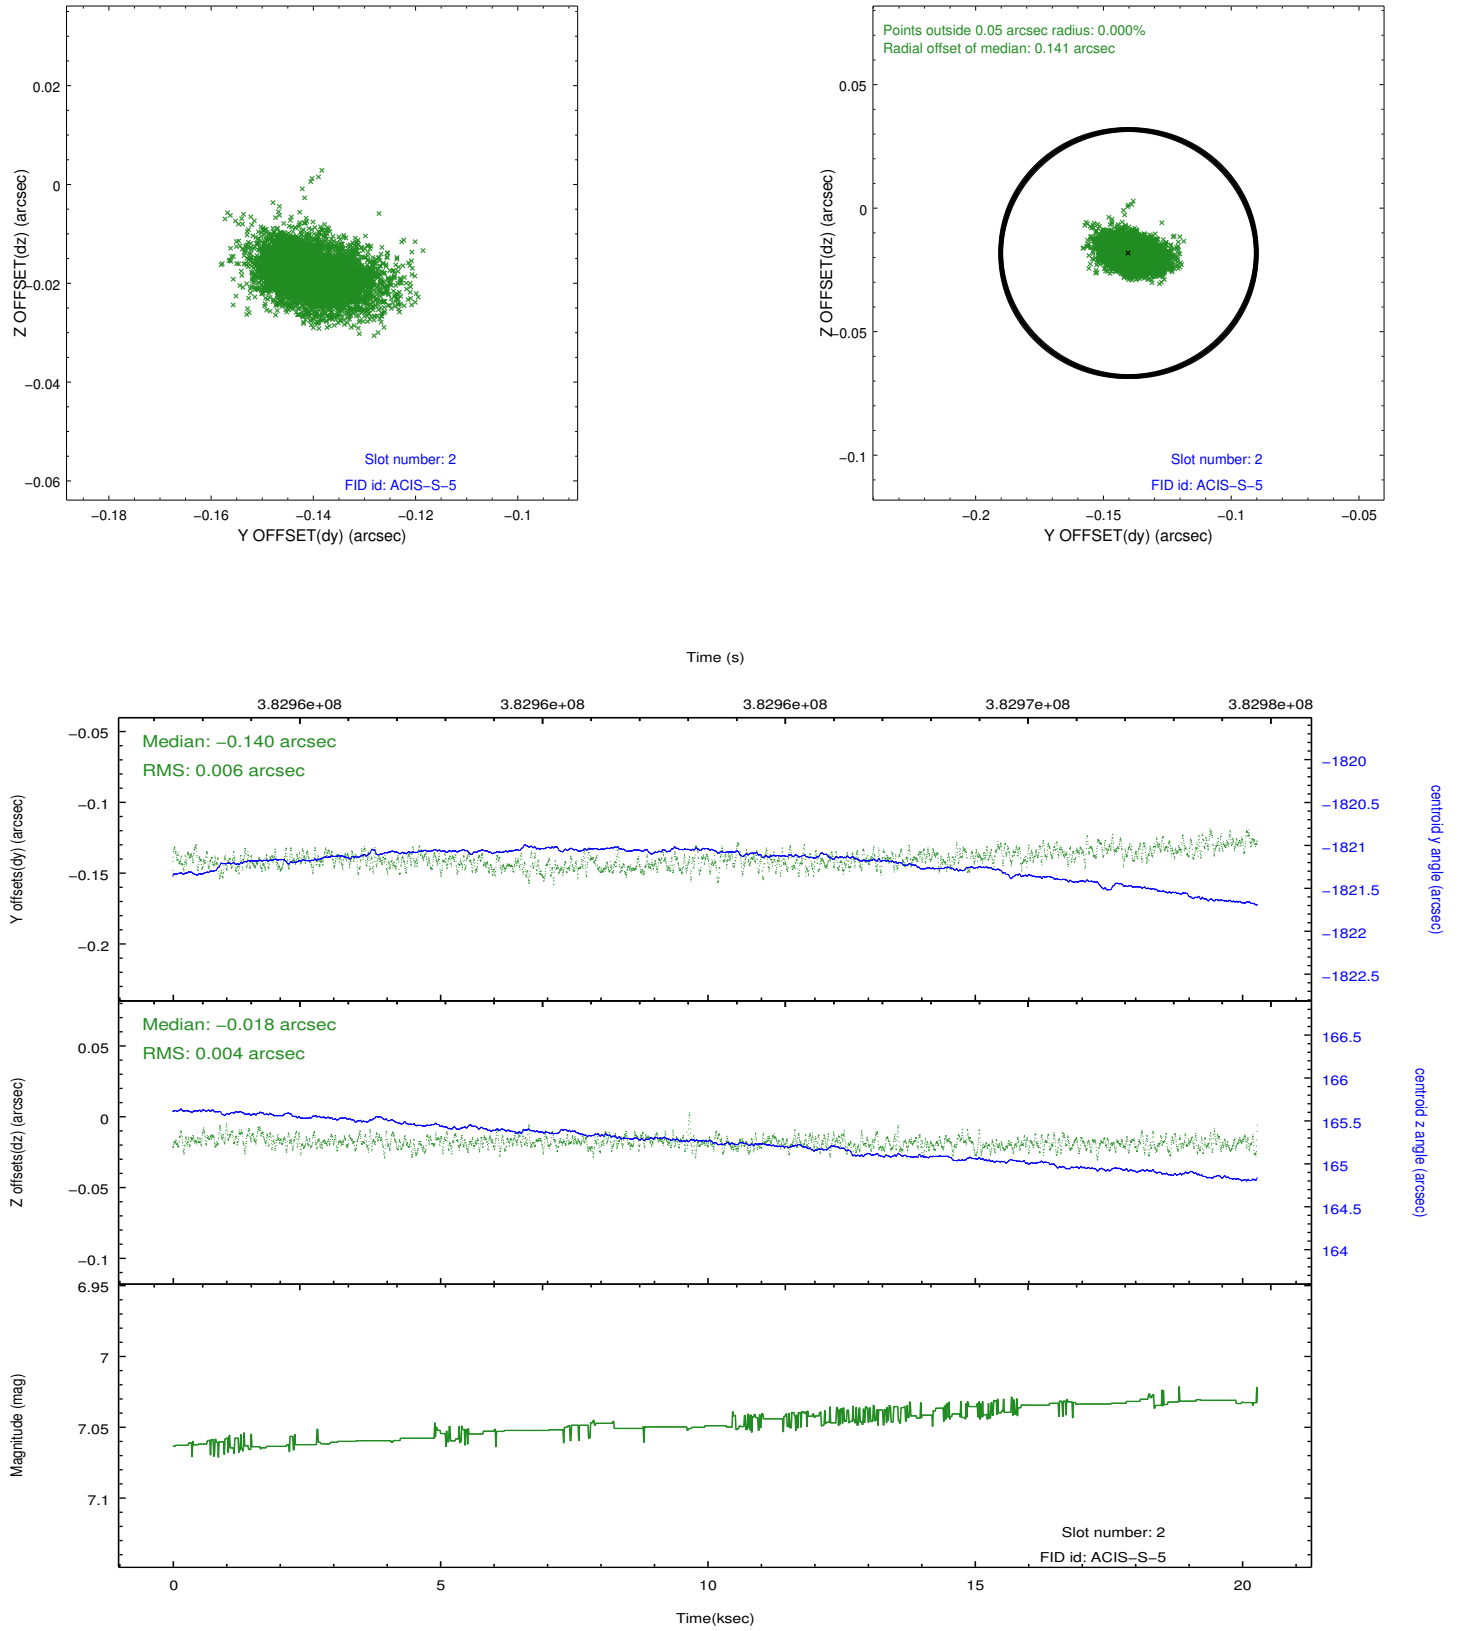 0.02
0
−0.02
−0.04
−0.06
Z OFFSET(dz) (arcsec)
−0.18
−0.16
−0.14
−0.12
−0.1
Y OFFSET(dy) (arcsec)
Slot number: 2
FID id: ACIS−S−5
Points outside 0.05 arcsec radius: 0.000%
Radial offset of median: 0.141 arcsec
0.05
0
−0.05
−0.1
Z OFFSET(dz) (arcsec)
Slot number: 2
FID id: ACIS−S−5
−0.2
−0.15
−0.1
−0.05
Y OFFSET(dy) (arcsec)
Time (s)
3.8296e+08
3.8296e+08
3.8296e+08
3.8297e+08
3.8298e+08
Median: −0.140 arcsec
RMS: 0.006 arcsec
−0.05
−0.1
−0.15
−0.2
Y offsets(dy) (arcsec)
−1820
−1820.5
−1821
−1821.5
−1822
−1822.5
centroid y angle (arcsec)
Median: −0.018 arcsec
RMS: 0.004 arcsec
0.05
0
−0.05
−0.1
Z offsets(dz) (arcsec)
166.5
166
165.5
165
164.5
164
centroid z angle (arcsec)
6.95
7
7.05
7.1
Magnitude (mag)
Slot number: 2
FID id: ACIS−S−5
0
5
10
15
20
Time(ksec)